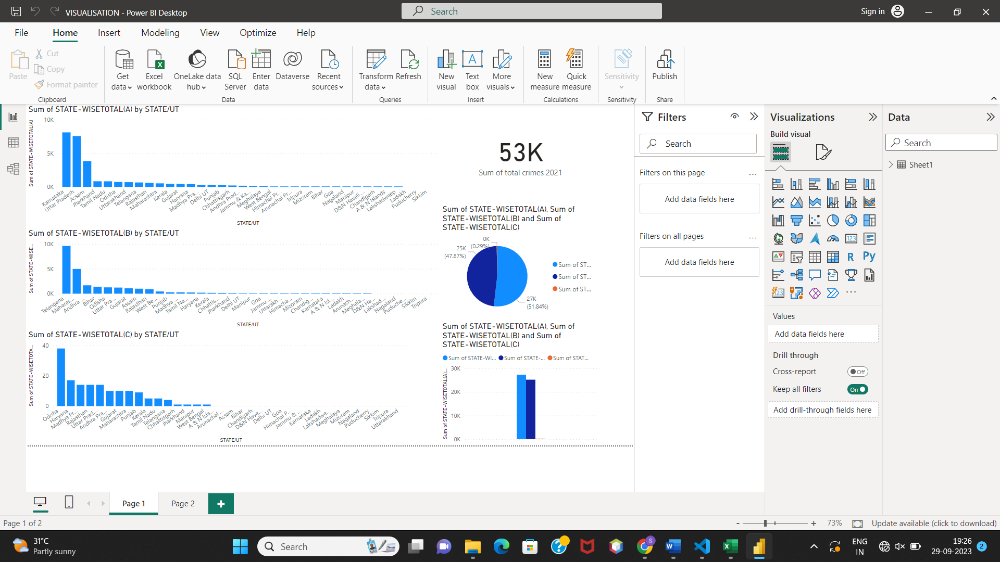 VISUALISATION - Power BI Desktop
Search
Sign in
File
Home
Insert
Modeling
View
Optimize
Help
Paste
Cut
Copy
Format painter
Clipboard
Get data
Excel workbook
OneLake data hub
SQL Server
Enter data
Dataverse
Recent sources
Data
Transform data
Refresh
Queries
New visual
Text box
More visuals
Insert
New measure
Quick measure
Calculations
Sensitivity
Sensitivity
Publish
Share
Sum of STATE-WISETOTAL(A) by STATE/UT
Sum of STATE-WISETOTAL(A)
10K
5K
0K
Karnataka
Uttar Pradesh
Assam
Jharkhand
Tamil Nadu
Odisha
Uttarakhand
Telangana
Rajasthan
Maharashtra
Kerala
Gujarat
Haryana
Madhya Pra...
Delhi UT
Punjab
Chhattisgarh
Andhra Prad...
Jammu & Ka...
Meghalaya
West Bengal
Himachal Pr...
Arunachal Pr...
Tripura
Mizoram
Bihar
Goa
Nagaland
Manipur
D&N Haveli ...
Chandigarh
A & N Islands
Lakshadweep
Ladakh
Puducherry
Sikkim
STATE/UT
Sum of STATE-WISETOTAL(B) by STATE/UT
Sum of STATE-WISE...
10K
5K
0K
Telangana
Maharas...
Andhra ...
Bihar
Odisha
Uttar Pra...
Gujarat
Assam
Rajasthan
West Be...
Punjab
Madhya ...
Tamil Na...
Haryana
Kerala
Chhattis...
Jharkhand
Delhi UT
Manipur
Goa
Jammu ...
Uttarakh...
Himacha...
Mizoram
Chandig...
Karnataka
A & N Isl...
Ladakh
Arunach...
Meghala...
D&N Ha...
Lakshad...
Nagaland
Puduche...
Sikkim
Tripura
STATE/UT
Sum of STATE-WISETOTAL(C) by STATE/UT
Sum of STATE-WISETOTA...
40
20
0
Odisha
Haryana
Madhya Pr...
Rajasthan
Uttar Prad...
Andhra Pra...
Gujarat
Maharashtra
Punjab
Kerala
Tamil Nadu
Telangana
Chhattisgarh
Jharkhand
Manipur
West Bengal
A & N Isla...
Arunachal ...
Assam
Bihar
Chandigarh
D&N Have...
Delhi UT
Goa
Himachal P...
Jammu & ...
Karnataka
Ladakh
Lakshadwe...
Meghalaya
Mizoram
Nagaland
Puducherry
Sikkim
Tripura
Uttarakhand
STATE/UT
53K
Sum of total crimes 2021
Sum of STATE-WISETOTAL(A), Sum of
STATE-WISETOTAL(B) and Sum of
STATE-WISETOTAL(C)
0K
(0.29%)
25K
(47.87%)
27K
(51.84%)
Sum of ST...
Sum of ST...
Sum of ST...
Sum of STATE-WISETOTAL(A), Sum of
STATE-WISETOTAL(B) and Sum of
STATE-WISETOTAL(C)
Sum of STATE-WI... Sum of STATE-... Sum of STAT...
Sum of STATE-WISETOTAL(A)...
30K
20K
10K
0K
Filters
Search
Filters on this page
...
Add data fields here
Filters on all pages
...
Add data fields here
Visualizations
Build visual
123
R
Py
123
...
Values
Add data fields here
Drill through
Cross-report
Off
Keep all filters
On
Add drill-through fields here
Data
Search
Sheet1
Page 1
Page 2
+
Page 1 of 2
- + 73%
Update available (click to download)
31°C
Partly sunny
Search
S
ENG
IN
19:26
29-09-2023
2